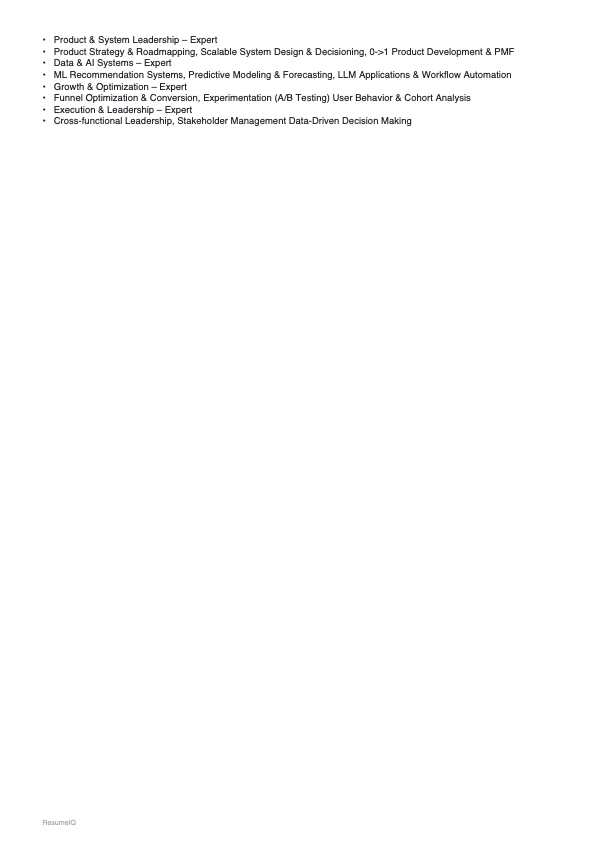 • Product & System Leadership – Expert
• Product Strategy & Roadmapping, Scalable System Design & Decisioning, 0->1 Product Development & PMF
• Data & AI Systems – Expert
• ML Recommendation Systems, Predictive Modeling & Forecasting, LLM Applications & Workflow Automation
• Growth & Optimization – Expert
• Funnel Optimization & Conversion, Experimentation (A/B Testing) User Behavior & Cohort Analysis
• Execution & Leadership – Expert
• Cross-functional Leadership, Stakeholder Management Data-Driven Decision Making
ResumeIQ